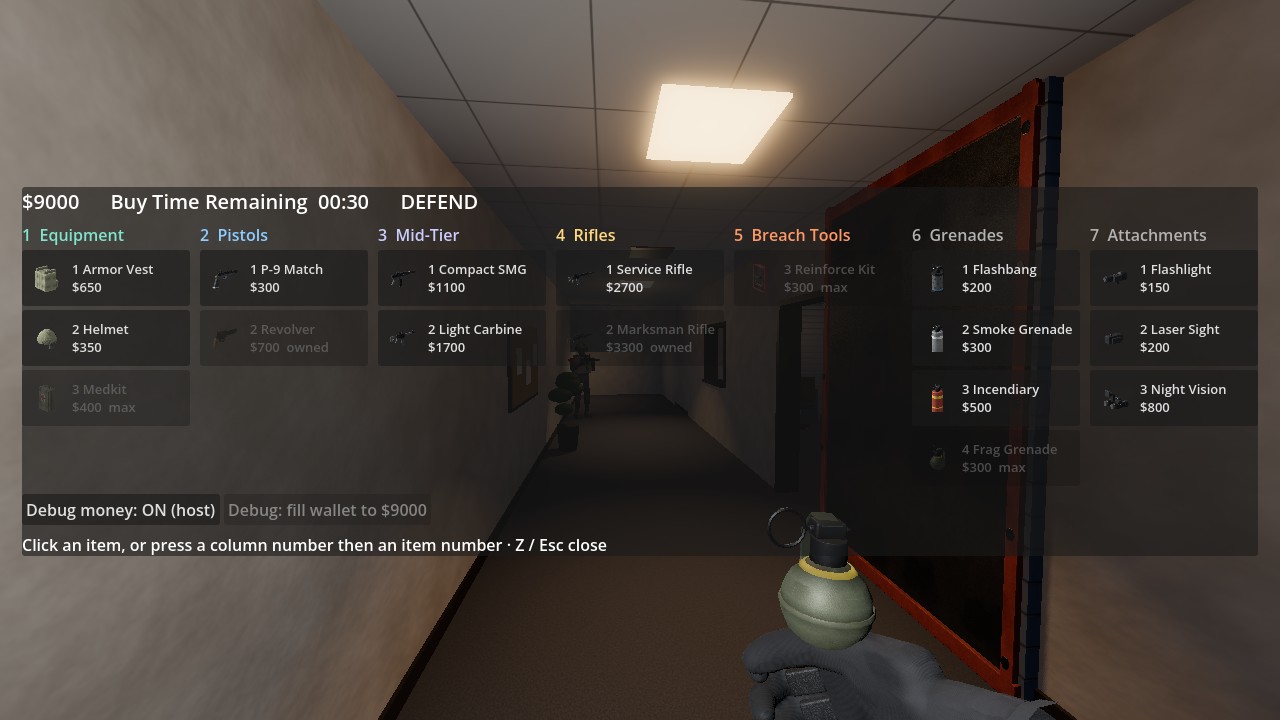 $9000 Buy Time Remaining 00:30 DEFEND
1 Equipment
1 Armor Vest
$650
2 Helmet
$350
3 Medkit
$400 max
2 Pistols
1 P-9 Match
$300
2 Revolver
$700 owned
3 Mid-Tier
1 Compact SMG
$1100
2 Light Carbine
$1700
4 Rifles
1 Service Rifle
$2700
2 Marksman Rifle
$3300 owned
5 Breach Tools
3 Reinforce Kit
$300 max
6 Grenades
1 Flashbang
$200
2 Smoke Grenade
$300
3 Incendiary
$500
4 Frag Grenade
$300 max
7 Attachments
1 Flashlight
$150
2 Laser Sight
$200
3 Night Vision
$800
Debug money: ON (host) Debug: fill wallet to $9000
Click an item, or press a column number then an item number · Z / Esc close